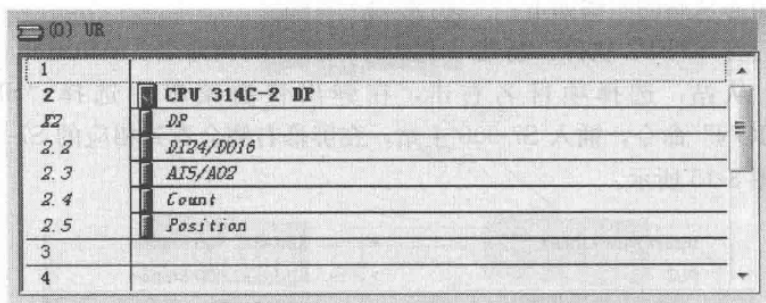 (0) UR
1
2 CPU 314C-2 DP
E2 DP
2.2 DI24/DO16
2.3 AI5/AO2
2.4 Count
2.5 Position
3
4